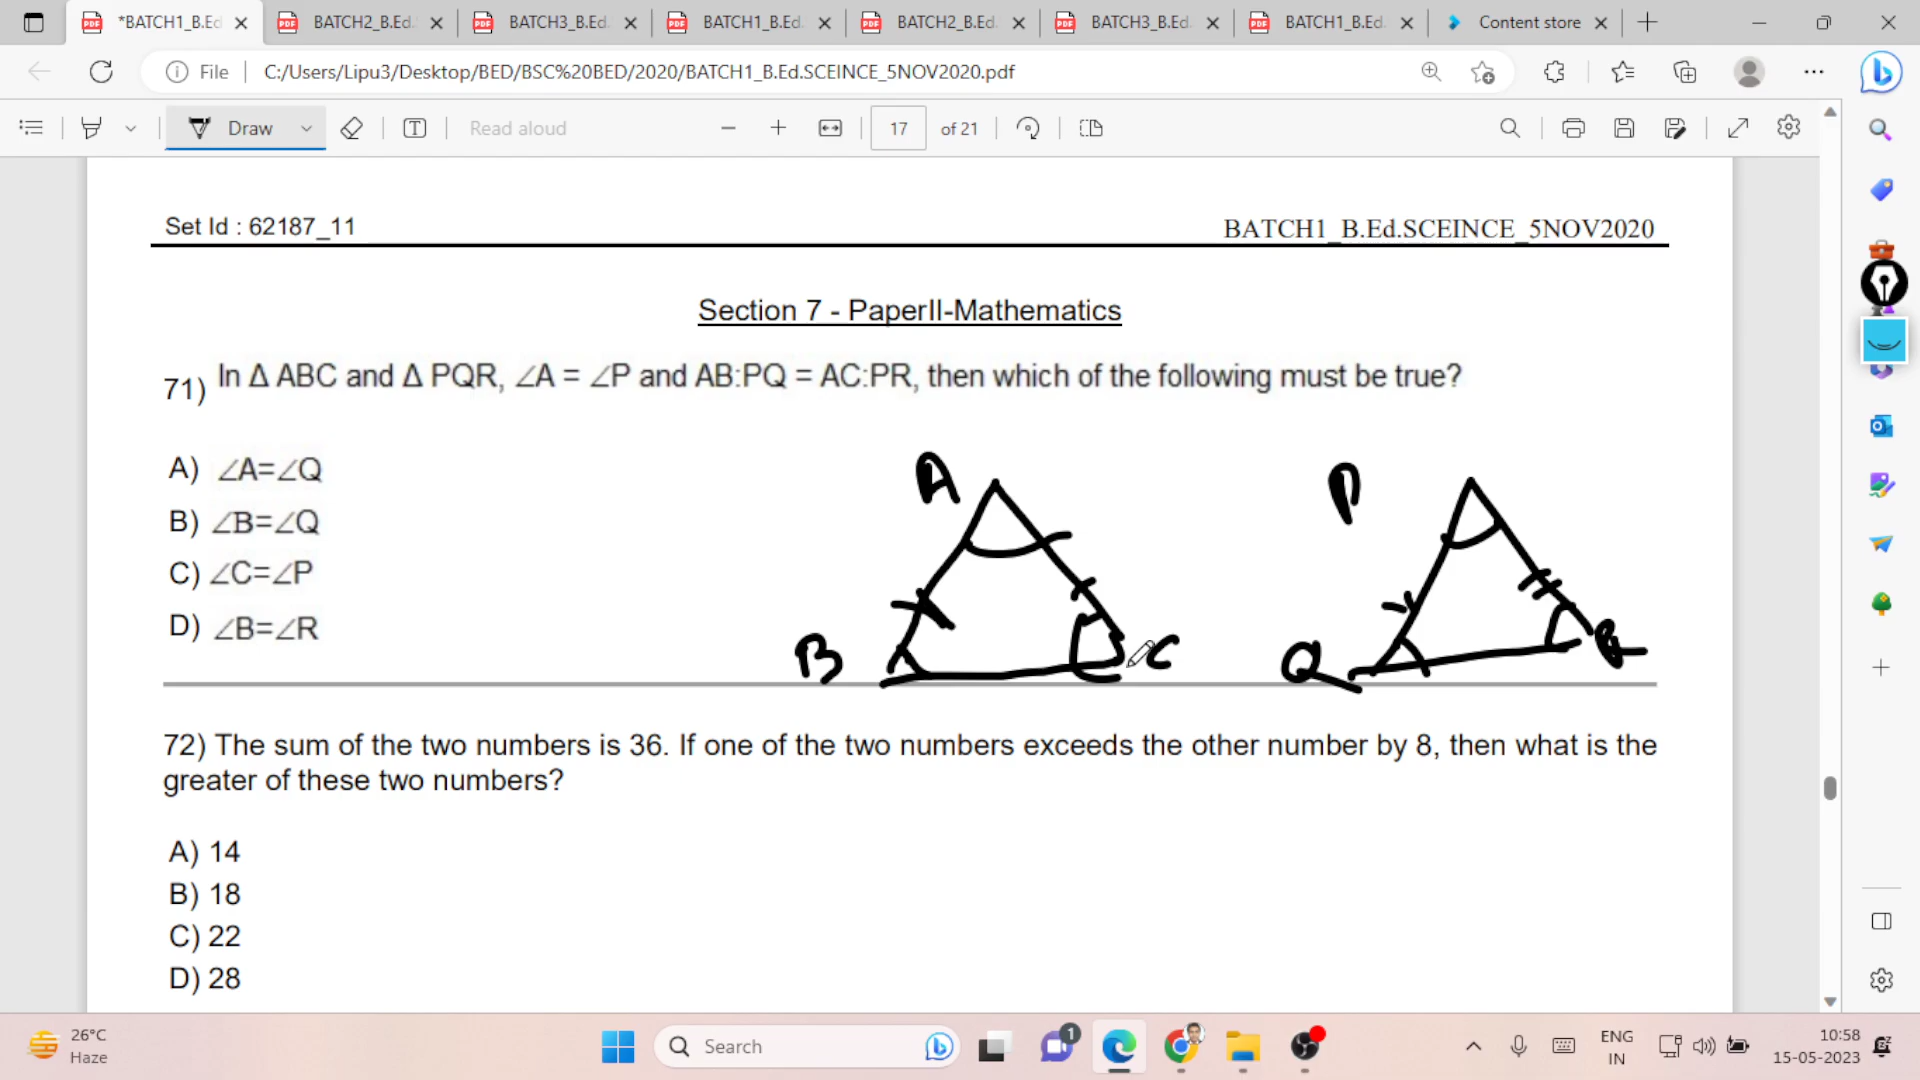 *BATCH1_B.Ed
BATCH2_B.Ed.
BATCH3_B.Ed.
BATCH1_B.Ed.
BATCH2_B.Ed.
BATCH3_B.Ed.
BATCH1_B.Ed.
Content store
File
C:/Users/Lipu3/Desktop/BED/BSC%20BED/2020/BATCH1_B.Ed.SCEINCE_5NOV2020.pdf
Draw
Read aloud
17 of 21
Set Id : 62187_11
BATCH1_B.Ed.SCEINCE_5NOV2020
Section 7 - PaperII-Mathematics
71) In Δ ABC and Δ PQR, ∠A = ∠P and AB:PQ = AC:PR, then which of the following must be true?
A) ∠A=∠Q
B) ∠B=∠Q
C) ∠C=∠P
D) ∠B=∠R
A
P
B
C
Q
R
72) The sum of the two numbers is 36. If one of the two numbers exceeds the other number by 8, then what is the
greater of these two numbers?
A) 14
B) 18
C) 22
D) 28
26°C
Haze
Search
1
ENG
IN
10:58
15-05-2023